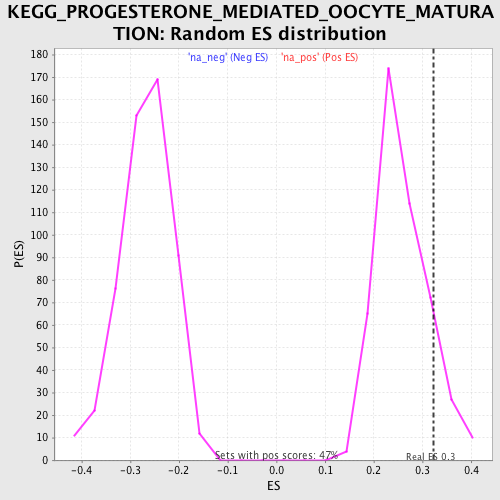 KEGG_PROGESTERONE_MEDIATED_OOCYTE_MATURA
TION: Random ES distribution
'na_neg' (Neg ES) 'na_pos' (Pos ES)
180
170
160
150
140
130
120
110
100
90
80
70
60
50
40
30
20
10
0
P(ES)
Sets with pos scores: 47%
Real ES 0.3
-0.4 -0.3 -0.2 -0.1 0.0 0.1 0.2 0.3 0.4
ES